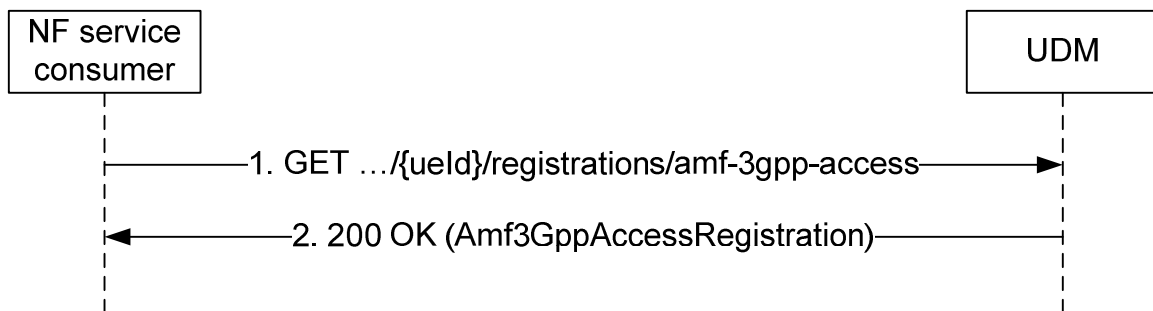 NF service
consumer
UDM
1. GET …/{ueId}/registrations/amf-3gpp-access
2. 200 OK (Amf3GppAccessRegistration)